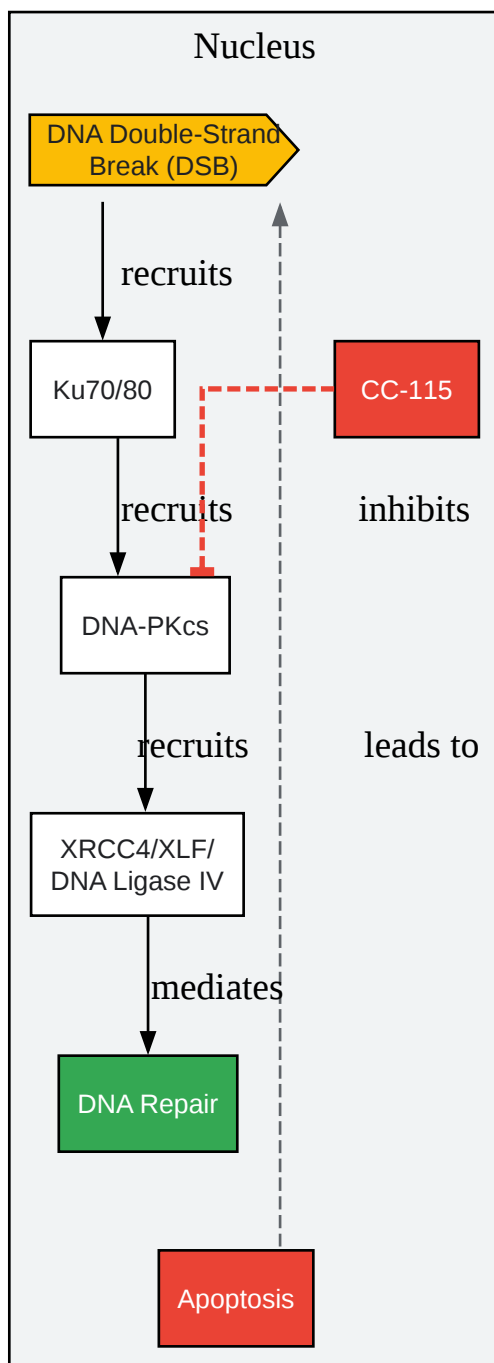 Nucleus
DNA Double-Strand
Break (DSB)
recruits
Ku70/80
CC-115
recruits
inhibits
DNA-PKcs
recruits
leads to
XRCC4/XLF/
DNA Ligase IV
mediates
DNA Repair
Apoptosis